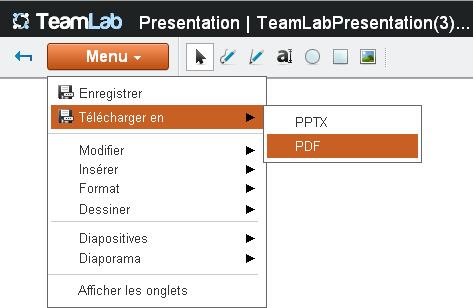 TeamLab Presentation | TeamLabPresentation(3)...
Menu
Enregistrer
Télécharger en
PPTX
PDF
Modifier
Insérer
Format
Dessiner
Diapositives
Diaporama
Afficher les onglets